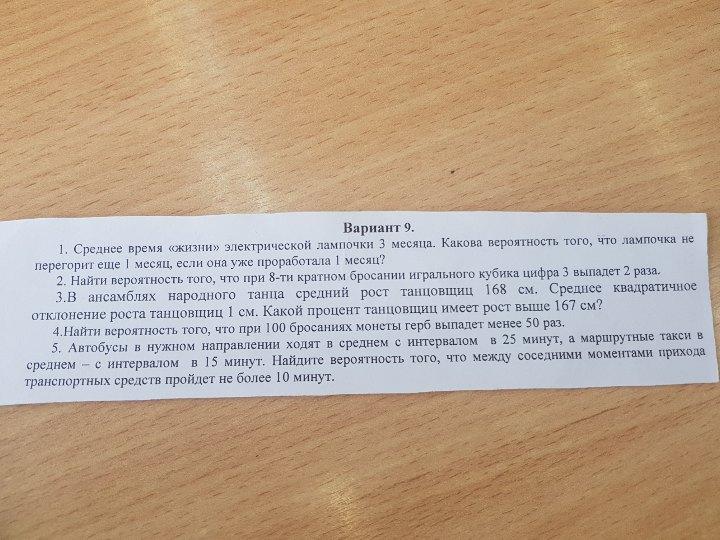 Вариант 9.
1. Среднее время «жизни» электрической лампочки 3 месяца. Какова вероятность того, что лампочка не
перегорит еще 1 месяц, если она уже проработала 1 месяц?
2. Найти вероятность того, что при 8-ти кратном бросании игрального кубика цифра 3 выпадет 2 раза.
3.В ансамблях народного танца средний рост танцовщиц 168 см. Среднее квадратичное
отклонение роста танцовщиц 1 см. Какой процент танцовщиц имеет рост выше 167 см?
4.Найти вероятность того, что при 100 бросаниях монеты герб выпадет менее 50 раз.
5. Автобусы в нужном направлении ходят в среднем с интервалом в 25 минут, а маршрутные такси в
среднем – с интервалом в 15 минут. Найдите вероятность того, что между соседними моментами прихода
транспортных средств пройдет не более 10 минут.